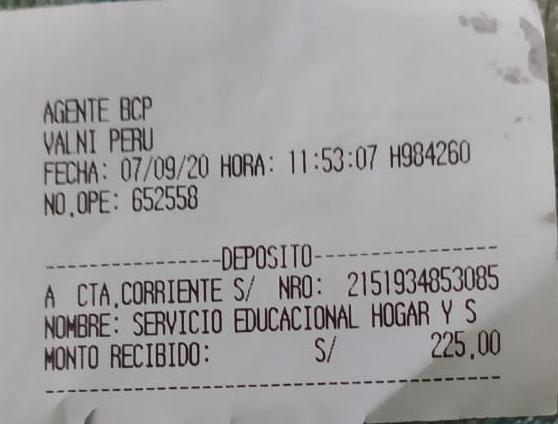 AGENTE BCP
VALNI PERU
FECHA: 07/09/20 HORA: 11:53:07 H984260
NO.OPE: 652558
------------------DEPOSITO-------------------
A CTA.CORRIENTE S/ NRO: 2151934853085
NOMBRE: SERVICIO EDUCACIONAL HOGAR Y S
MONTO RECIBIDO: S/ 225.00
---------------------------------------------